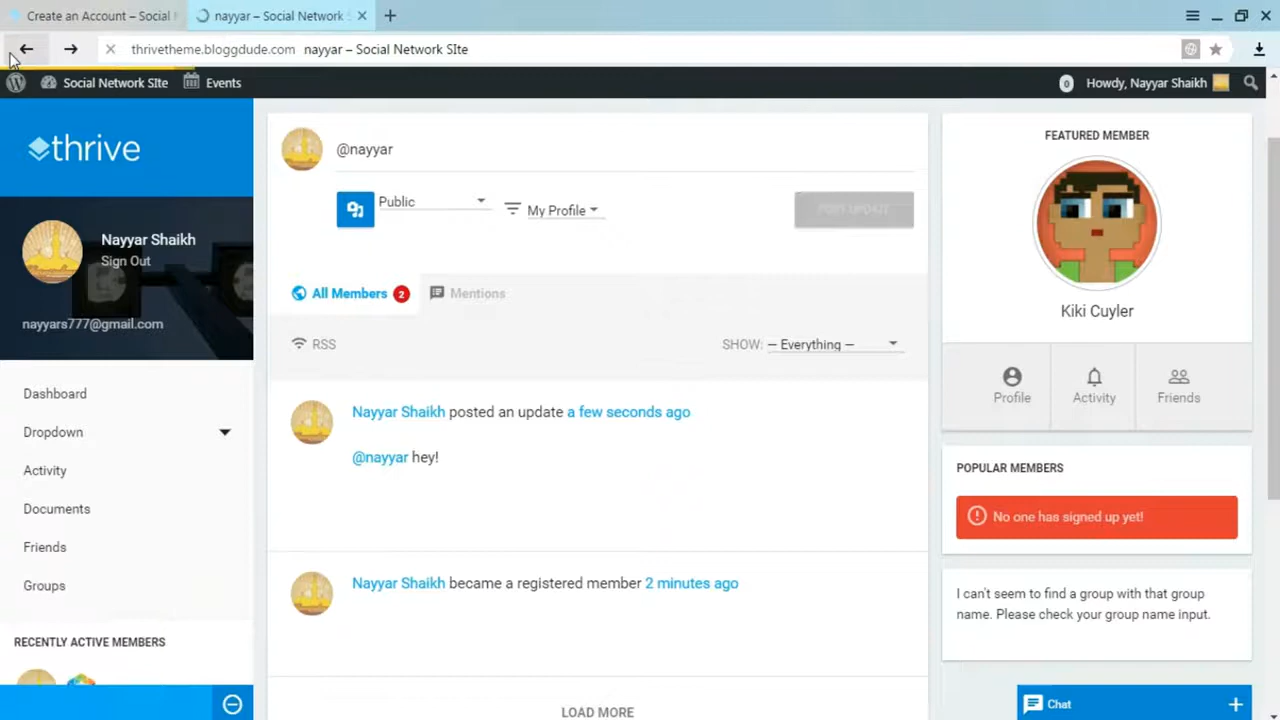 Create an Account – Social
nayyar – Social Network
thrivetheme.bloggdude.com nayyar – Social Network SIte
Social Network SIte Events
0 Howdy, Nayyar Shaikh
thrive
Nayyar Shaikh
Sign Out
nayyars777@gmail.com
Dashboard
Dropdown
Activity
Documents
Friends
Groups
RECENTLY ACTIVE MEMBERS
@nayyar
Public
My Profile
POST UPDATE
All Members 2 Mentions
RSS
SHOW: — Everything —
Nayyar Shaikh posted an update a few seconds ago
@nayyar hey!
Nayyar Shaikh became a registered member 2 minutes ago
LOAD MORE
FEATURED MEMBER
Kiki Cuyler
Profile Activity Friends
POPULAR MEMBERS
No one has signed up yet!
I can't seem to find a group with that group
name. Please check your group name input.
Chat